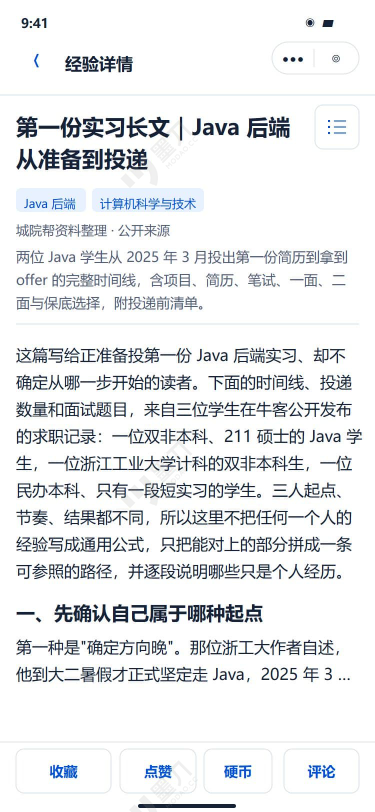 9:41
经验详情
第一份实习长文｜Java 后端
从准备到投递
Java 后端
计算机科学与技术
城院帮资料整理 · 公开来源
两位 Java 学生从 2025 年 3 月投出第一份简历到拿到
offer 的完整时间线，含项目、简历、笔试、一面、二
面与保底选择，附投递前清单。
这篇写给正准备投第一份 Java 后端实习、却不
确定从哪一步开始的读者。下面的时间线、投递
数量和面试题目，来自三位学生在牛客公开发布
的求职记录：一位双非本科、211 硕士的 Java 学
生，一位浙江工业大学计科的双非本科生，一位
民办本科、只有一段短实习的学生。三人起点、
节奏、结果都不同，所以这里不把任何一个人的
经验写成通用公式，只把能对上的部分拼成一条
可参照的路径，并逐段说明哪些只是个人经历。
一、先确认自己属于哪种起点
第一种是"确定方向晚"。那位浙工大作者自述，
他到大二暑假才正式坚定走 Java，2025 年 3 ...
收藏
点赞
硬币
评论